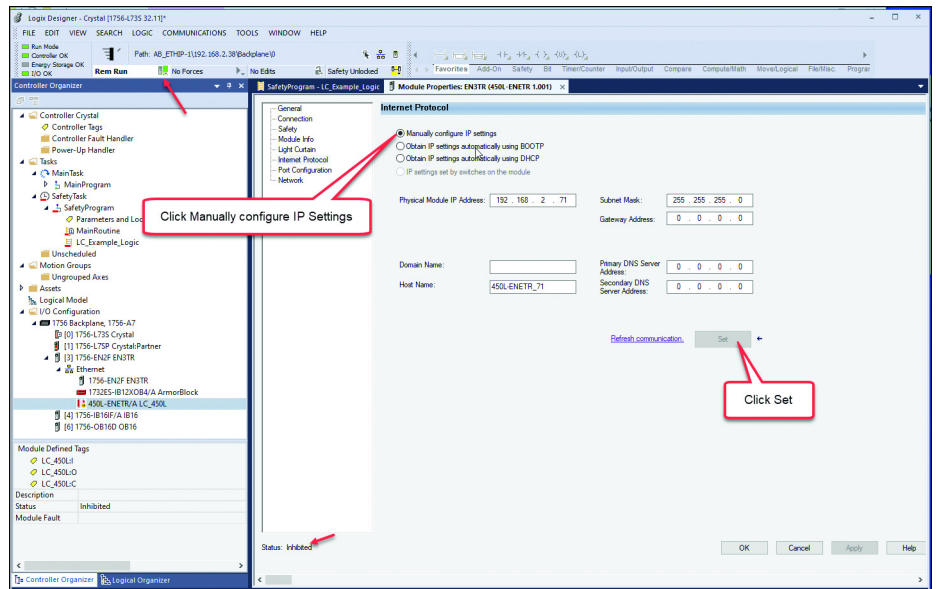 Logix Designer - Crystal [1756-L73S 32.11]*
FILE EDIT VIEW SEARCH LOGIC COMMUNICATIONS TOOLS WINDOW HELP
Run Mode
Controller OK
Energy Storage OK
I/O OK
Path: AB_ETHIP-1\192.168.2.38\Backplane\0
Rem Run No Forces No Edits Safety Unlocked
Favorites Add-On Safety Bit Timer/Counter Input/Output Compare Compute/Math Move/Logical File/Misc. Program
Controller Organizer
SafetyProgram - LC_Example_Logic
Module Properties: EN3TR (450L-ENETR 1.001) ×
Controller Crystal
Controller Tags
Controller Fault Handler
Power-Up Handler
Tasks
MainTask
MainProgram
SafetyTask
SafetyProgram
Parameters and Loc
MainRoutine
LC_Example_Logic
Unscheduled
Motion Groups
Ungrouped Axes
Assets
Logical Model
I/O Configuration
1756 Backplane, 1756-A7
[0] 1756-L73S Crystal
[1] 1756-L7SP Crystal:Partner
[3] 1756-EN2F EN3TR
Ethernet
1756-EN2F EN3TR
1732ES-IB12XOB4/A ArmorBlock
450L-ENETR/A LC_450L
[4] 1756-IB16IF/A IB16
[6] 1756-OB16D OB16
Module Defined Tags
LC_450L:I
LC_450L:O
LC_450L:C
Description
Status Inhibited
Module Fault
Controller Organizer Logical Organizer
General
Connection
Safety
Module Info
Light Curtain
Internet Protocol
Port Configuration
Network
Internet Protocol
Manually configure IP settings
Obtain IP settings automatically using BOOTP
Obtain IP settings automatically using DHCP
IP settings set by switches on the module
Click Manually configure IP Settings
Physical Module IP Address: 192 . 168 . 2 . 71
Subnet Mask: 255 . 255 . 255 . 0
Gateway Address: 0 . 0 . 0 . 0
Domain Name:
Primary DNS Server
Address: 0 . 0 . 0 . 0
Host Name: 450L-ENETR_71
Secondary DNS
Server Address: 0 . 0 . 0 . 0
Refresh communication. Set
Click Set
Status: Inhibited
OK Cancel Apply Help